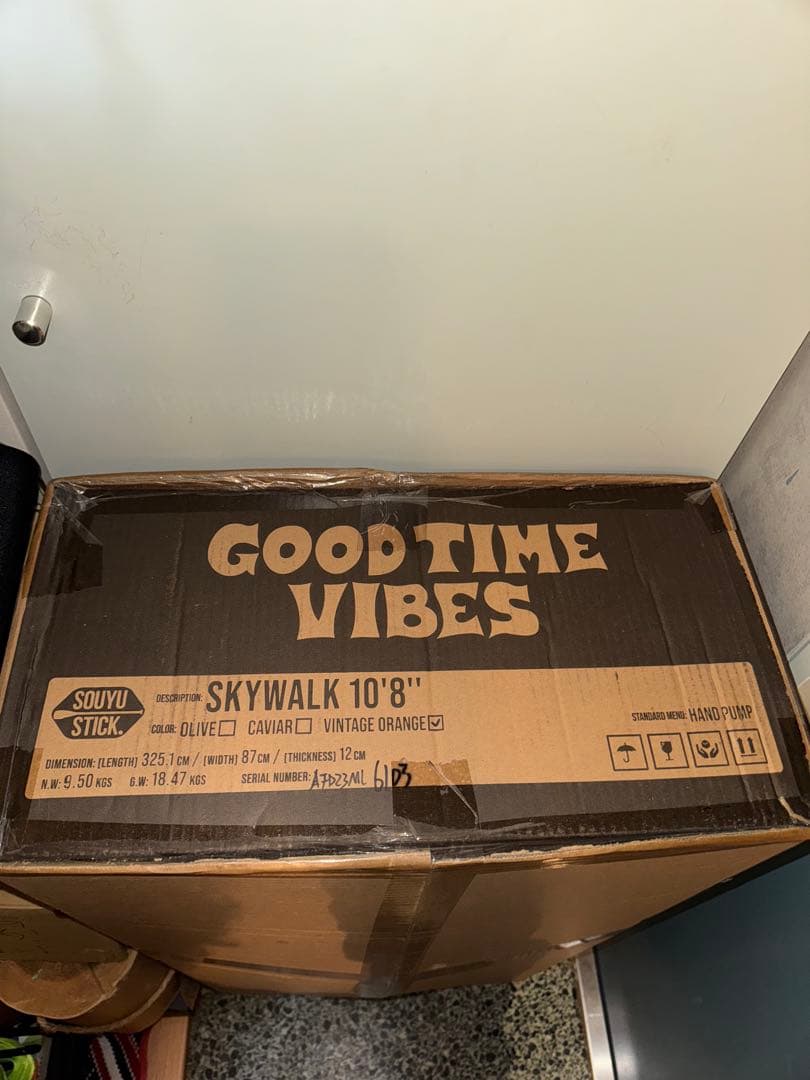 GOOD TIME
VIBES
SOUYU
STICK.
DESCRIPTION: SKYWALK 10'8''
COLOR: OLIVE CAVIAR VINTAGE ORANGE
STANDARD MENU: HAND PUMP
DIMENSION: [LENGTH] 325.1 CM / [WIDTH] 87 CM / [THICKNESS] 12 CM
N.W: 9.50 KGS G.W: 18.47 KGS SERIAL NUMBER: